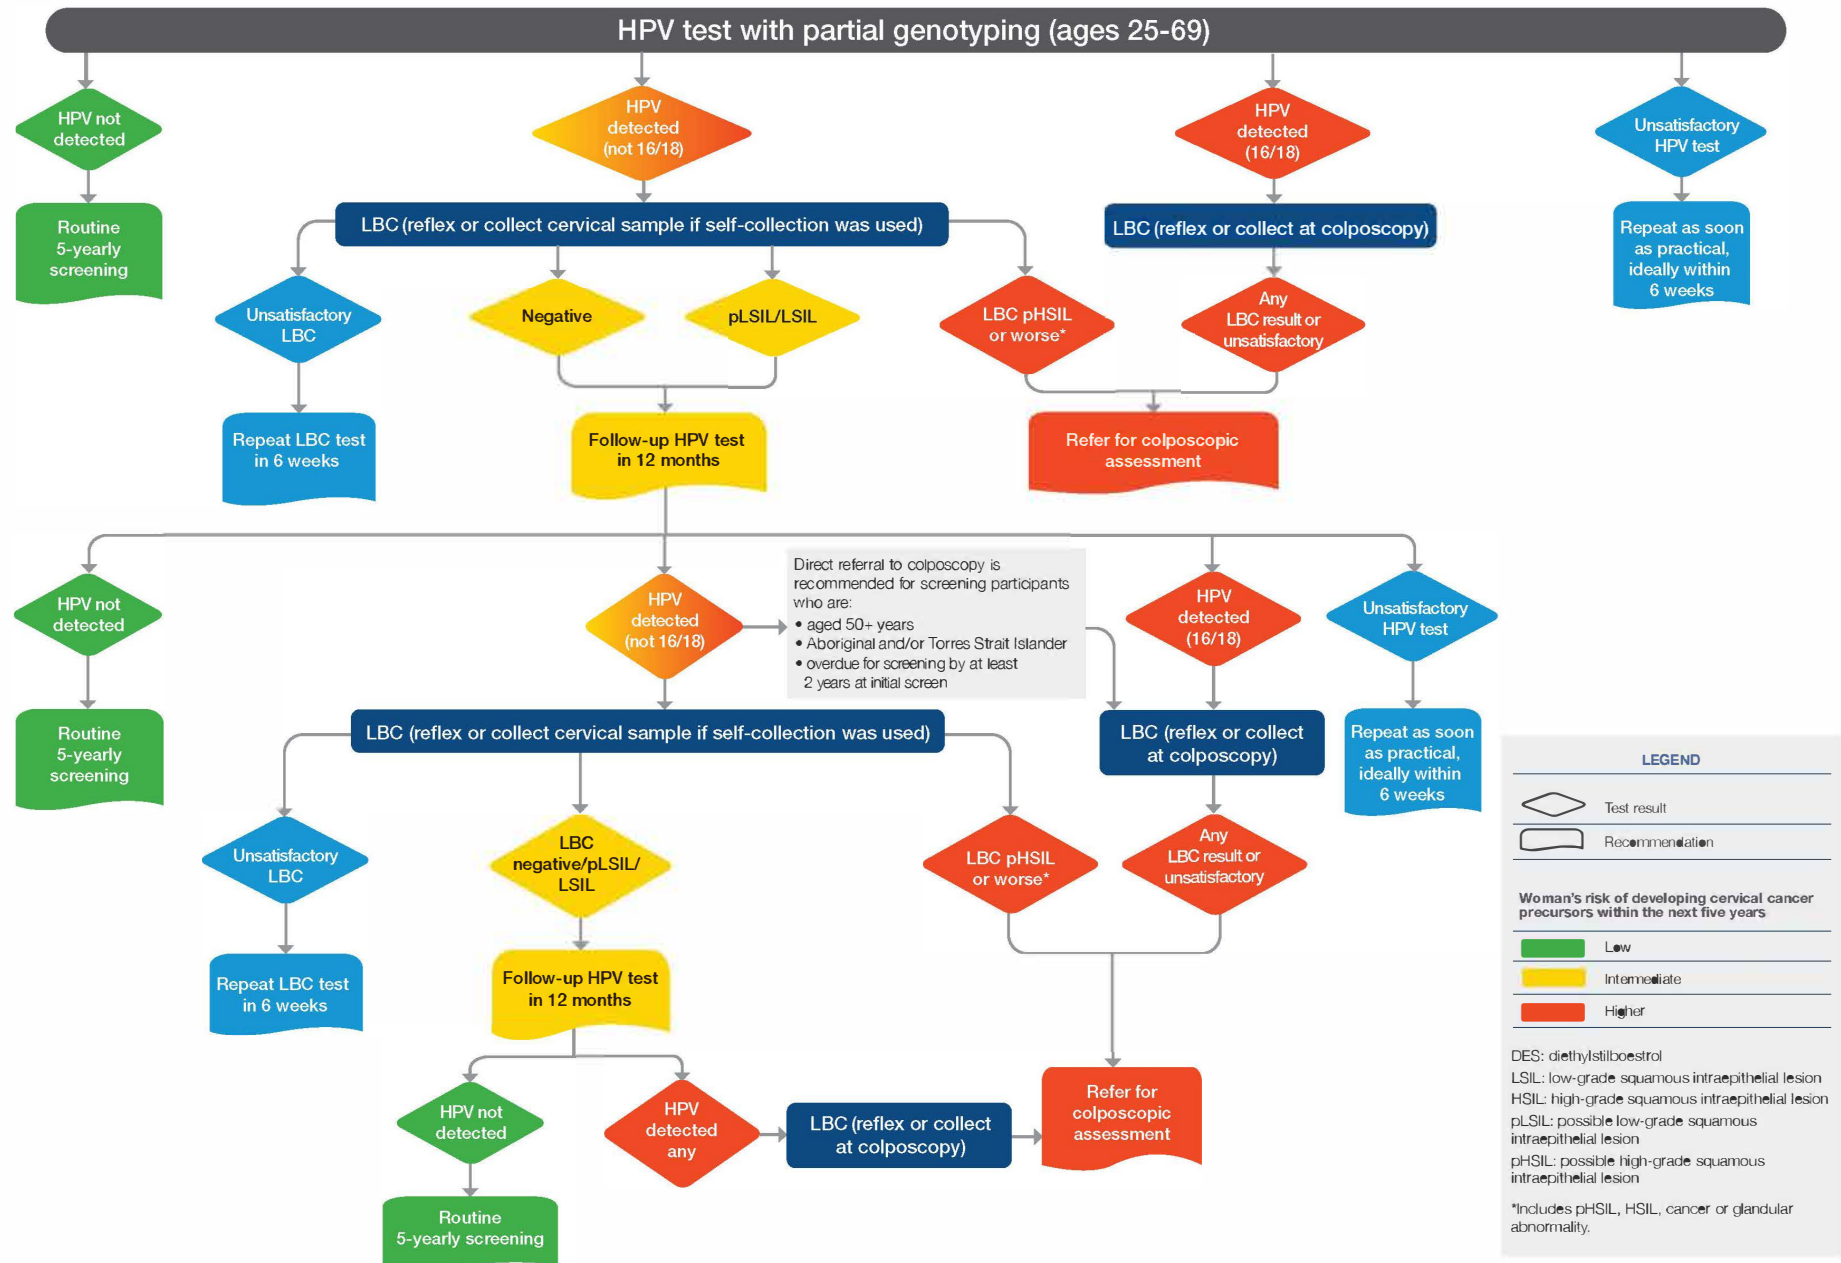 HPV test with partial genotyping (ages 25-69)
HPV not
detected
HPV
detected
(not 16/18)
HPV
detected
(16/18)
Unsatisfactory
HPV test
Routine
5-yearly
screening
LBC (reflex or collect cervical sample if self-collection was used)
LBC (reflex or collect at colposcopy)
Repeat as soon
as practical,
ideally within
6 weeks
Unsatisfactory
LBC
Negative
pLSIL/LSIL
LBC pHSIL
or worse*
Any
LBC result or
unsatisfactory
Repeat LBC test
in 6 weeks
Follow-up HPV test
in 12 months
Refer for colposcopic
assessment
HPV not
detected
HPV
detected
(not 16/18)
Direct referral to colposcopy is
recommended for screening participants
who are:
• aged 50+ years
• Aboriginal and/or Torres Strait Islander
• overdue for screening by at least
2 years at initial screen
HPV
detected
(16/18)
Unsatisfactory
HPV test
Routine
5-yearly
screening
LBC (reflex or collect cervical sample if self-collection was used)
LBC (reflex or collect
at colposcopy)
Repeat as soon
as practical,
ideally within
6 weeks
Unsatisfactory
LBC
LBC
negative/pLSIL/
LSIL
LBC pHSIL
or worse*
Any
LBC result or
unsatisfactory
Repeat LBC test
in 6 weeks
Follow-up HPV test
in 12 months
HPV not
detected
HPV
detected
any
LBC (reflex or collect
at colposcopy)
Refer for
colposcopic
assessment
Routine
5-yearly screening
LEGEND
Test result
Recommendation
Woman's risk of developing cervical cancer
precursors within the next five years
Low
Intermediate
Higher
DES: diethylstilboestrol
LSIL: low-grade squamous intraepithelial lesion
HSIL: high-grade squamous intraepithelial lesion
pLSIL: possible low-grade squamous
intraepithelial lesion
pHSIL: possible high-grade squamous
intraepithelial lesion
*Includes pHSIL, HSIL, cancer or glandular
abnormality.